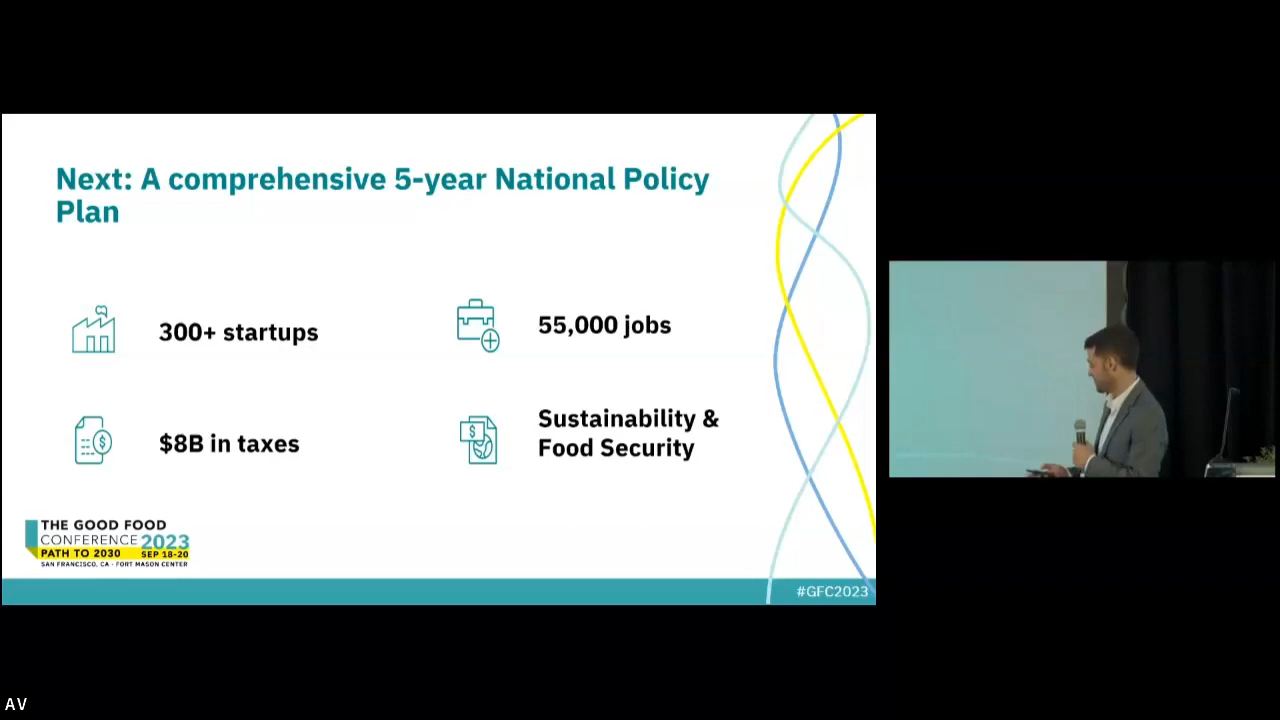 Next: A comprehensive 5-year National Policy
Plan
300+ startups
55,000 jobs
$8B in taxes
Sustainability &
Food Security
THE GOOD FOOD
CONFERENCE 2023
PATH TO 2030 SEP 18-20
SAN FRANCISCO, CA - FORT MASON CENTER
#GFC2023
AV